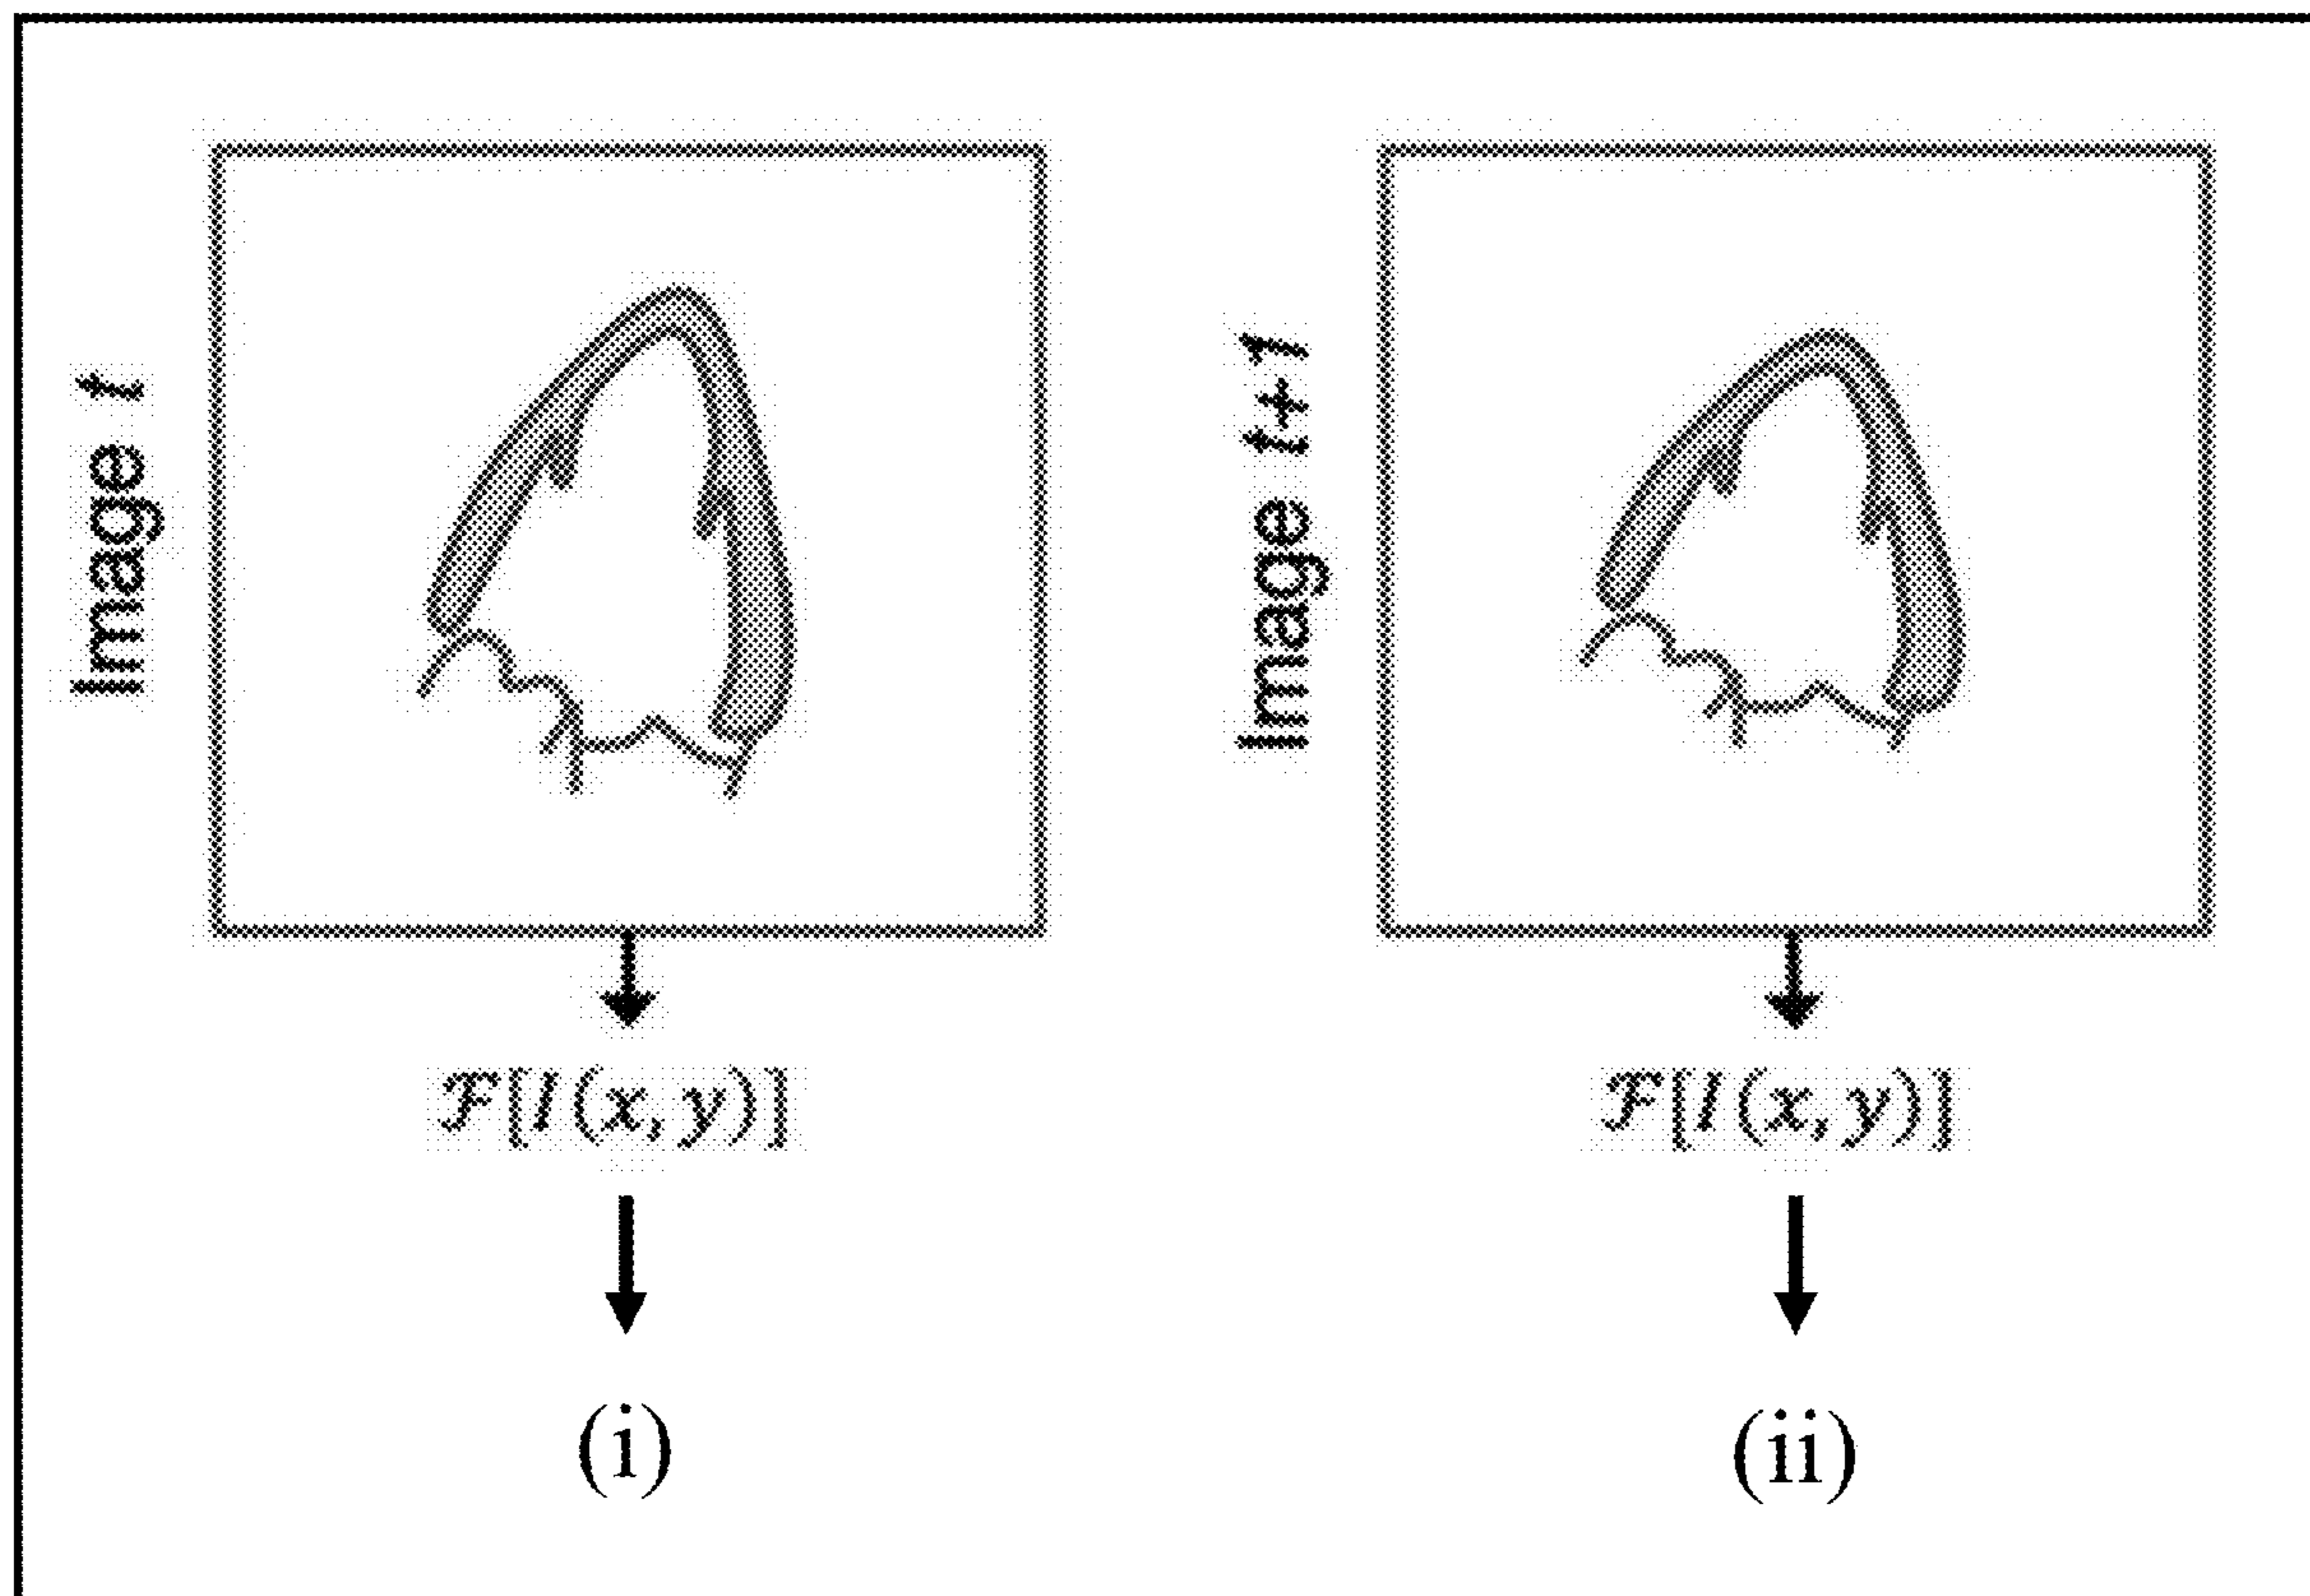 Image t
Image t+1
ℱ[I(x, y)]
ℱ[I(x, y)]
(i)
(ii)